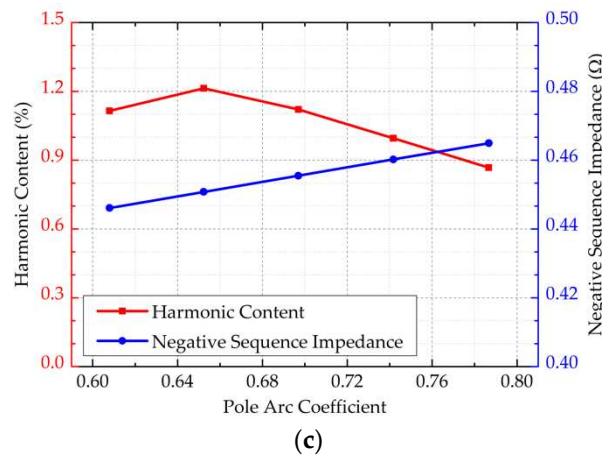 1.5
1.2
0.9
0.6
0.3
0.0
Harmonic Content (%)
0.50
0.48
0.46
0.44
0.42
0.40
Negative Sequence Impedance (Ω)
Harmonic Content
Negative Sequence Impedance
0.60 0.64 0.68 0.72 0.76 0.80
Pole Arc Coefficient
(c)